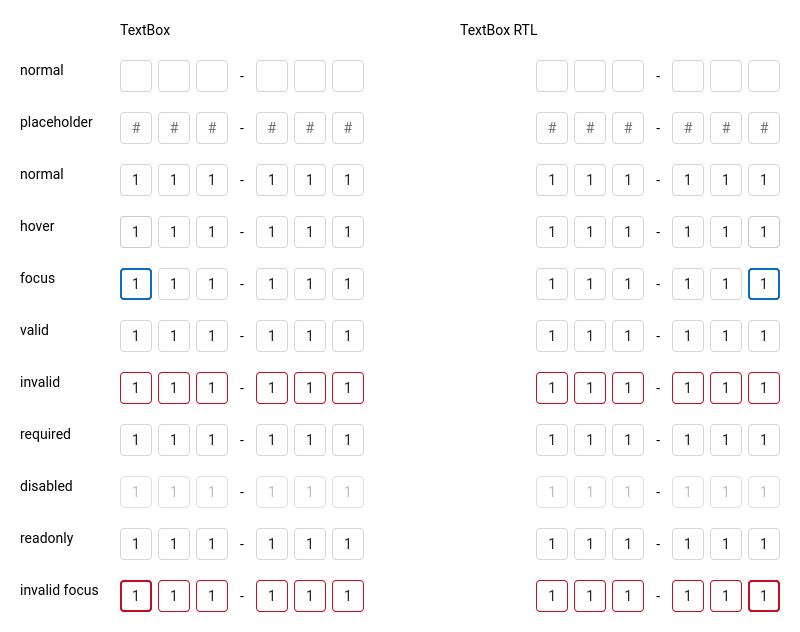 TextBox TextBox RTL
normal - -
placeholder # # # - # # # # # # - # # #
normal 1 1 1 - 1 1 1 1 1 1 - 1 1 1
hover 1 1 1 - 1 1 1 1 1 1 - 1 1 1
focus 1 1 1 - 1 1 1 1 1 1 - 1 1 1
valid 1 1 1 - 1 1 1 1 1 1 - 1 1 1
invalid 1 1 1 - 1 1 1 1 1 1 - 1 1 1
required 1 1 1 - 1 1 1 1 1 1 - 1 1 1
disabled 1 1 1 - 1 1 1 1 1 1 - 1 1 1
readonly 1 1 1 - 1 1 1 1 1 1 - 1 1 1
invalid focus 1 1 1 - 1 1 1 1 1 1 - 1 1 1